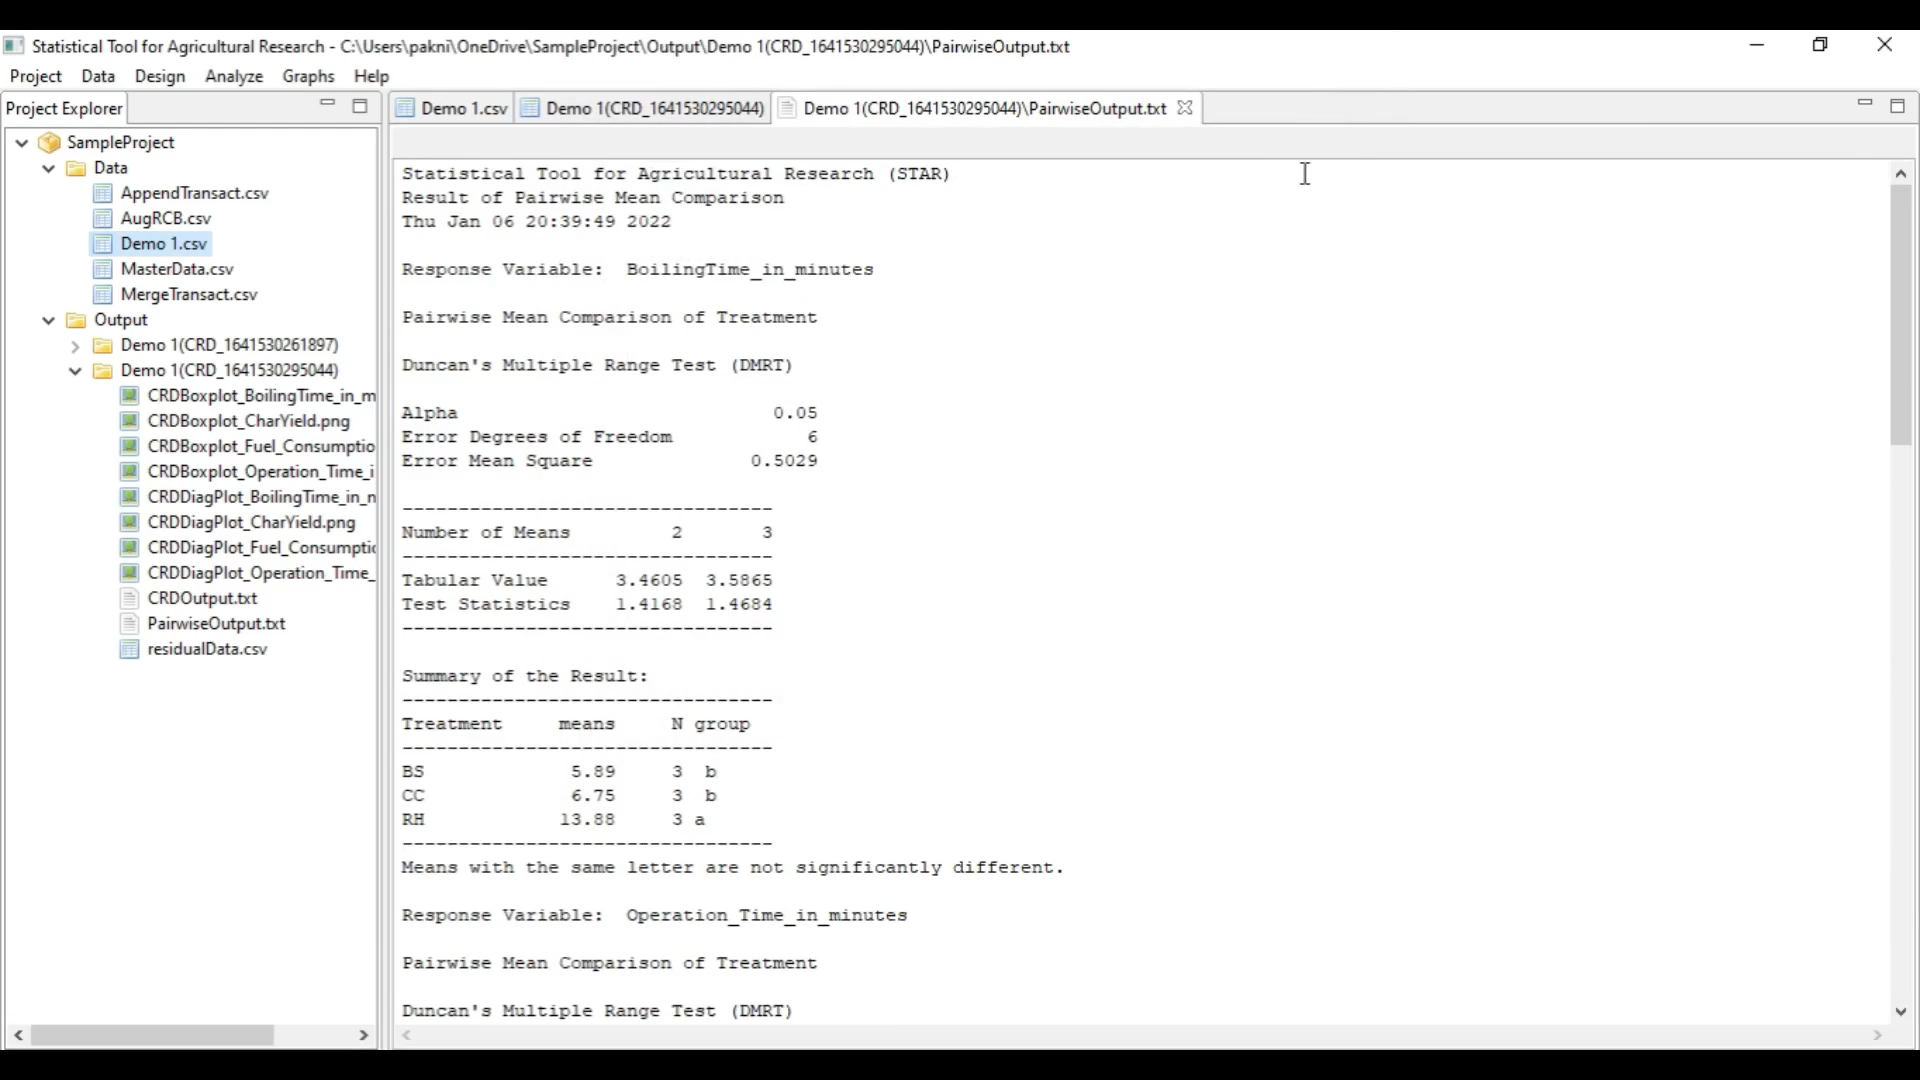 Statistical Tool for Agricultural Research - C:\Users\pakni\OneDrive\SampleProject\Output\Demo 1(CRD_1641530295044)\PairwiseOutput.txt
Project Data Design Analyze Graphs Help
Project Explorer
SampleProject
Data
AppendTransact.csv
AugRCB.csv
Demo 1.csv
MasterData.csv
MergeTransact.csv
Output
Demo 1(CRD_1641530261897)
Demo 1(CRD_1641530295044)
CRDBoxplot_BoilingTime_in_m
CRDBoxplot_CharYield.png
CRDBoxplot_Fuel_Consumptio
CRDBoxplot_Operation_Time_i
CRDDiagPlot_BoilingTime_in_n
CRDDiagPlot_CharYield.png
CRDDiagPlot_Fuel_Consumptic
CRDDiagPlot_Operation_Time_
CRDOutput.txt
PairwiseOutput.txt
residualData.csv
Demo 1.csv Demo 1(CRD_1641530295044) Demo 1(CRD_1641530295044)\PairwiseOutput.txt
Statistical Tool for Agricultural Research (STAR)
Result of Pairwise Mean Comparison
Thu Jan 06 20:39:49 2022
Response Variable: BoilingTime_in_minutes
Pairwise Mean Comparison of Treatment
Duncan's Multiple Range Test (DMRT)
Alpha 0.05
Error Degrees of Freedom 6
Error Mean Square 0.5029
---------------------------------
Number of Means 2 3
---------------------------------
Tabular Value 3.4605 3.5865
Test Statistics 1.4168 1.4684
---------------------------------
Summary of the Result:
---------------------------------
Treatment means N group
---------------------------------
BS 5.89 3 b
CC 6.75 3 b
RH 13.88 3 a
---------------------------------
Means with the same letter are not significantly different.
Response Variable: Operation_Time_in_minutes
Pairwise Mean Comparison of Treatment
Duncan's Multiple Range Test (DMRT)